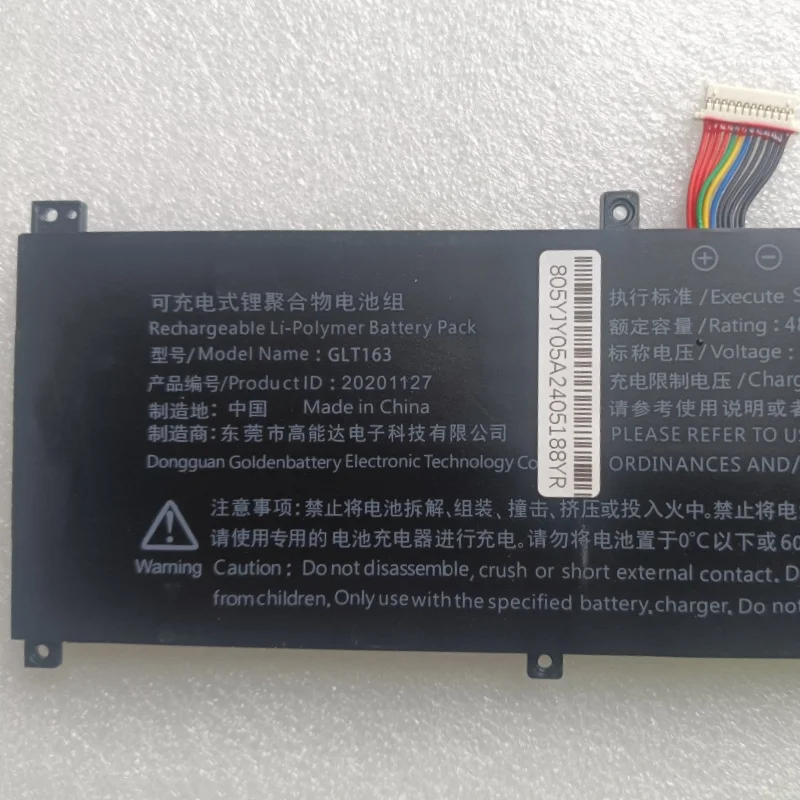 可充电式锂聚合物电池组
Rechargeable Li-Polymer Battery Pack
型号/Model Name：GLT163
产品编号/Product ID：20201127
制造地：中国 Made in China
制造商：东莞市高能达电子科技有限公司
Dongguan Goldenbattery Electronic Technology Co
805YJY05A2405188YR
+ −
执行标准/Execute
额定容量/Rating：
标称电压/Voltage：
充电限制电压/Charg
请参考使用说明或
PLEASE REFER TO
ORDINANCES AND/
注意事项：禁止将电池拆解、组装、撞击、挤压或投入火中。禁止将电
请使用专用的电池充电器进行充电。请勿将电池置于0°C以下或60
Warning Caution：Do not disassemble, crush or short external contact.
from children. Only use with the specified battery, charger. Do not